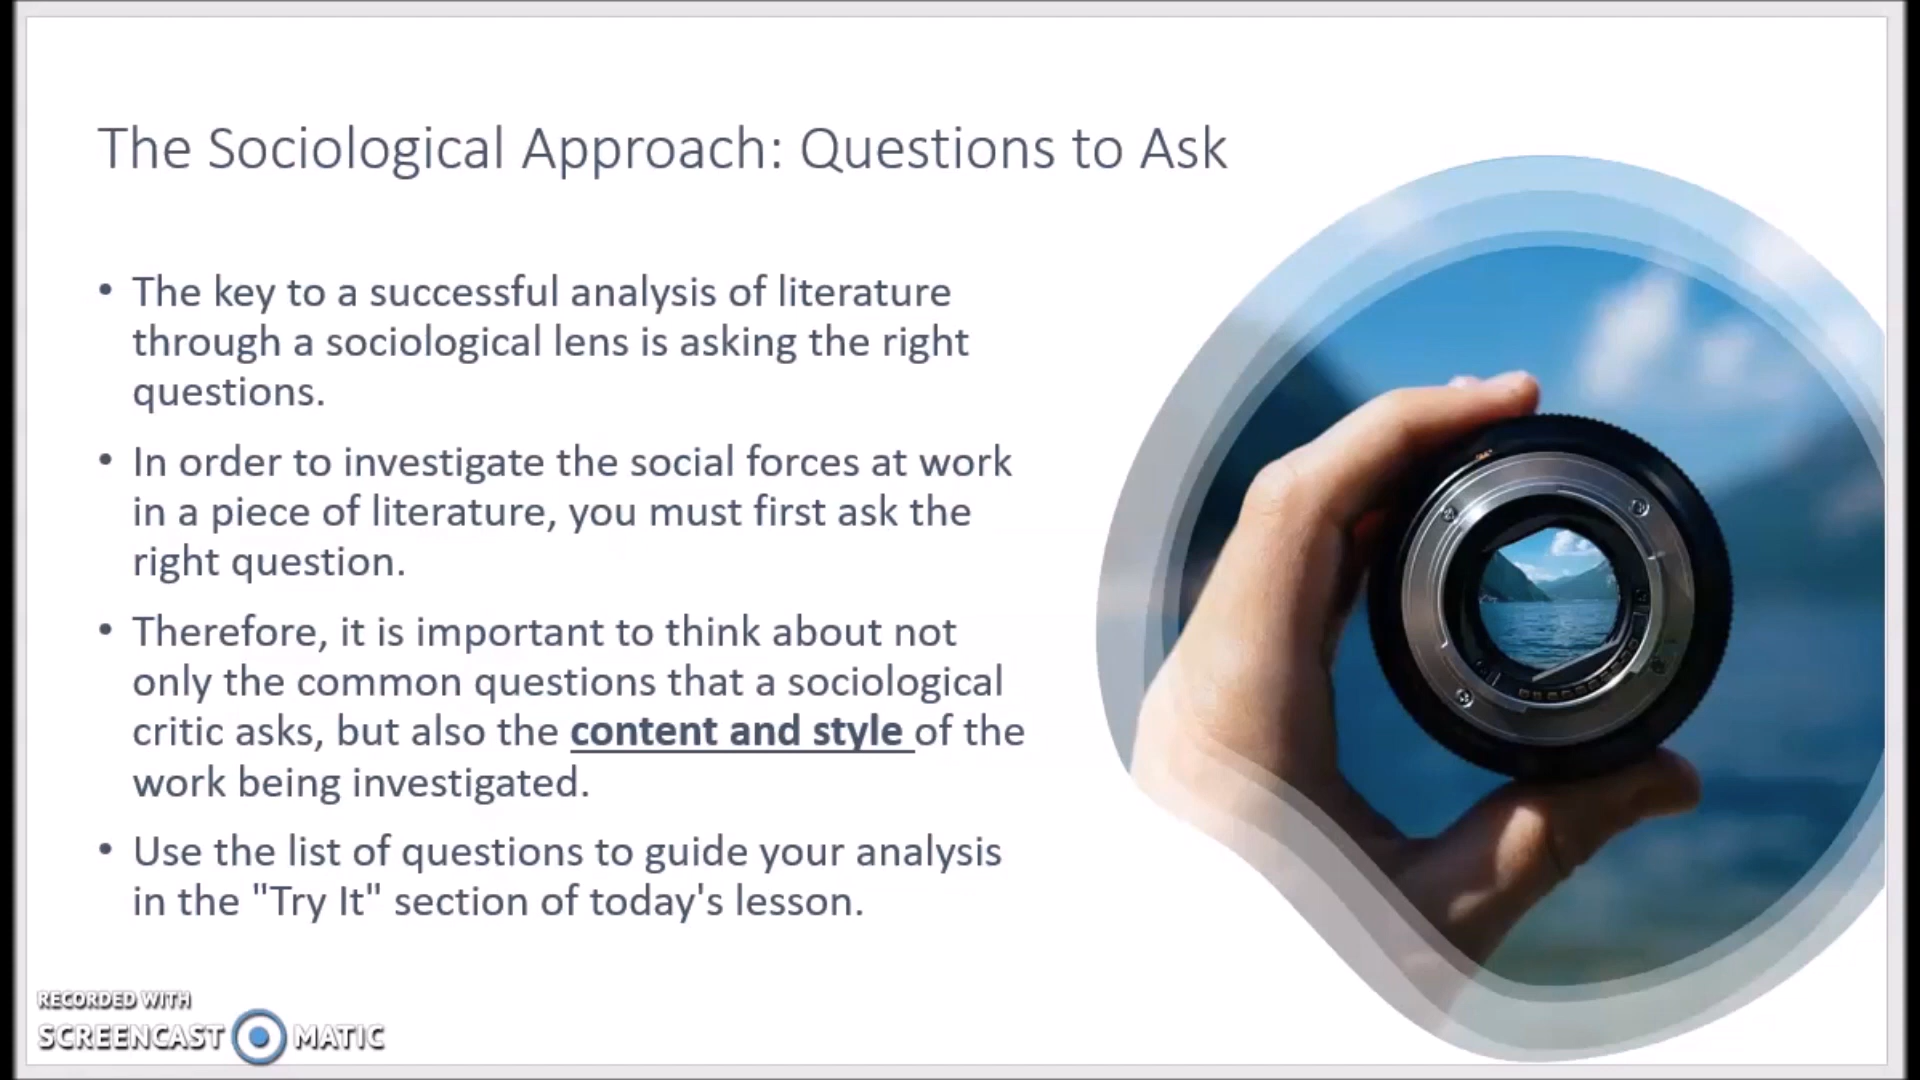 The Sociological Approach: Questions to Ask
• The key to a successful analysis of literature
through a sociological lens is asking the right
questions.
• In order to investigate the social forces at work
in a piece of literature, you must first ask the
right question.
• Therefore, it is important to think about not
only the common questions that a sociological
critic asks, but also the content and style of the
work being investigated.
• Use the list of questions to guide your analysis
in the "Try It" section of today's lesson.
RECORDED WITH
SCREENCAST MATIC